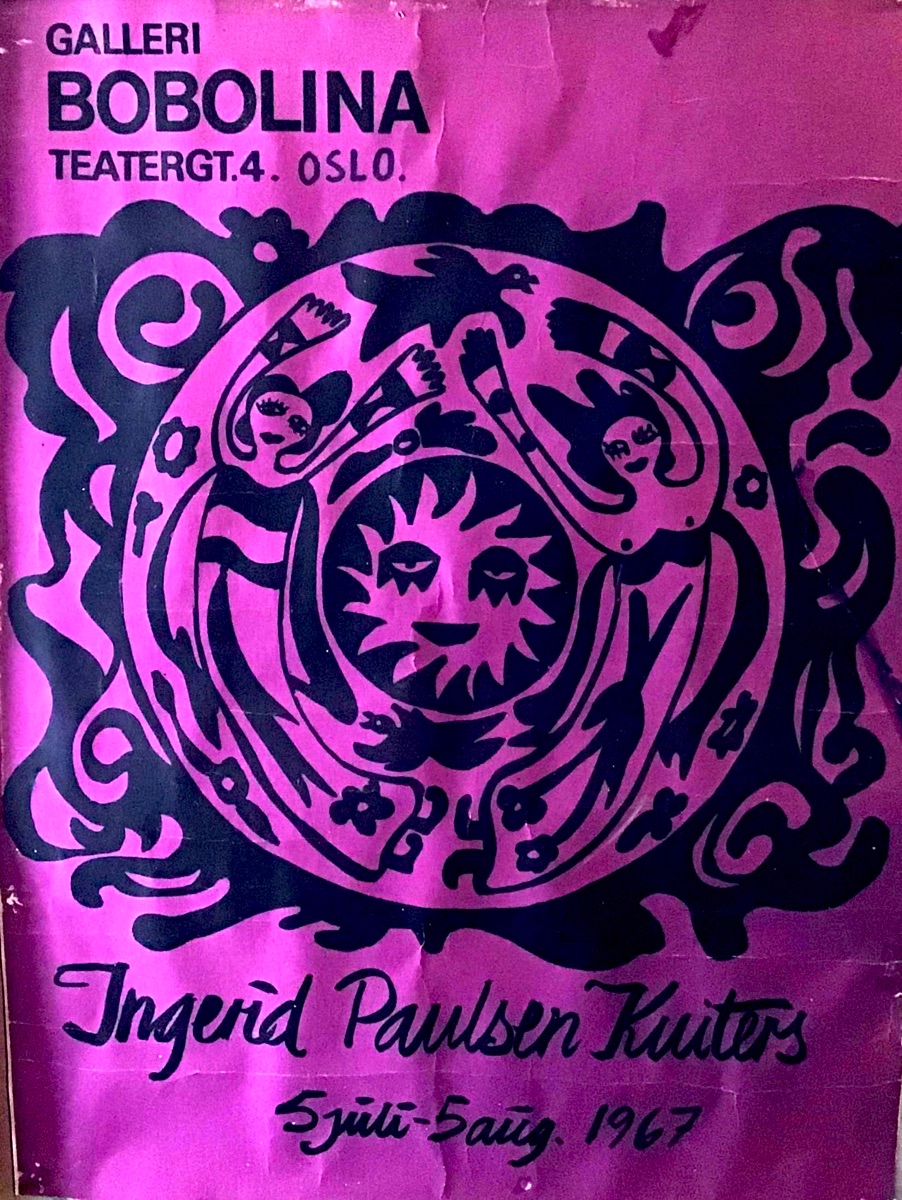 GALLERI
BOBOLINA
TEATERGT.4. OSLO.
Ingerid Paulsen Kuiters
5 juli-5 aug. 1967